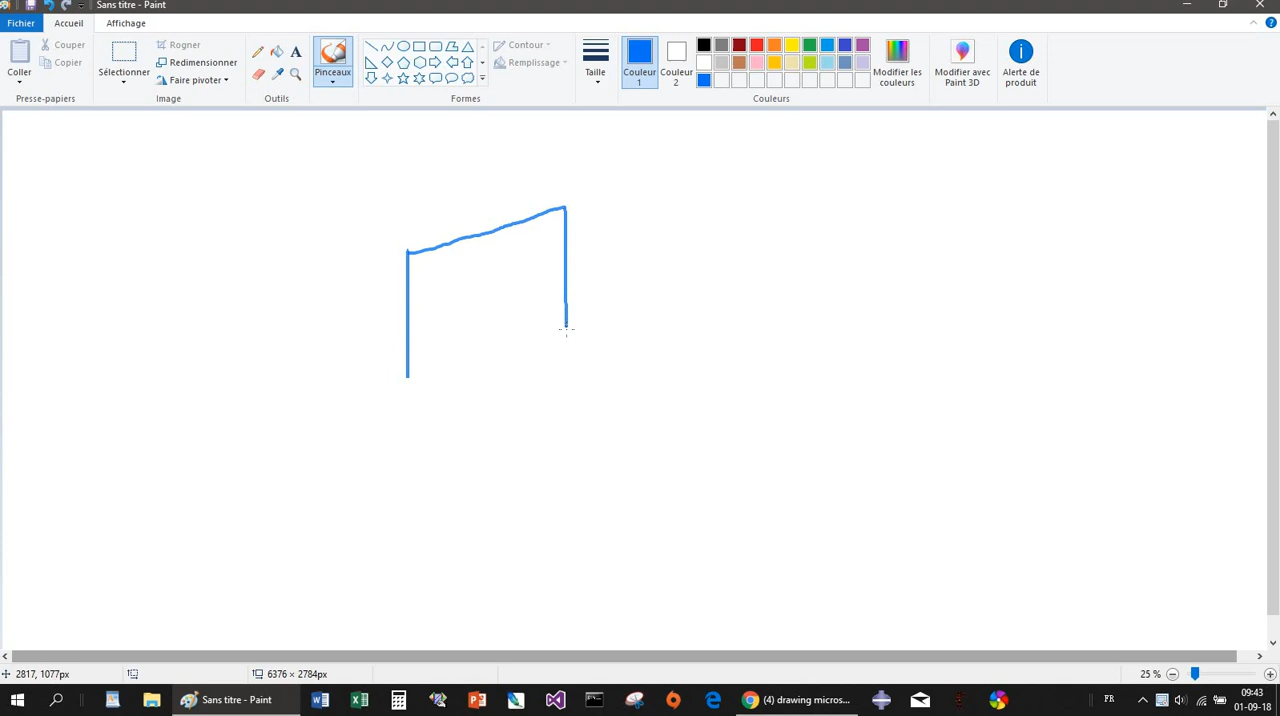 Sans titre - Paint
Fichier Accueil Affichage
Coller Couper Copier Presse-papiers
Sélectionner Rogner Redimensionner Faire pivoter Image
A Outils
Pinceaux
Contour Remplissage Formes
Taille
Couleur 1 Couleur 2 Modifier les couleurs Couleurs
Modifier avec Paint 3D
Alerte de produit
2817, 1077px 6376 × 2784px 25 %
Sans titre - Paint (4) drawing micros... FR 09:43
01-09-18